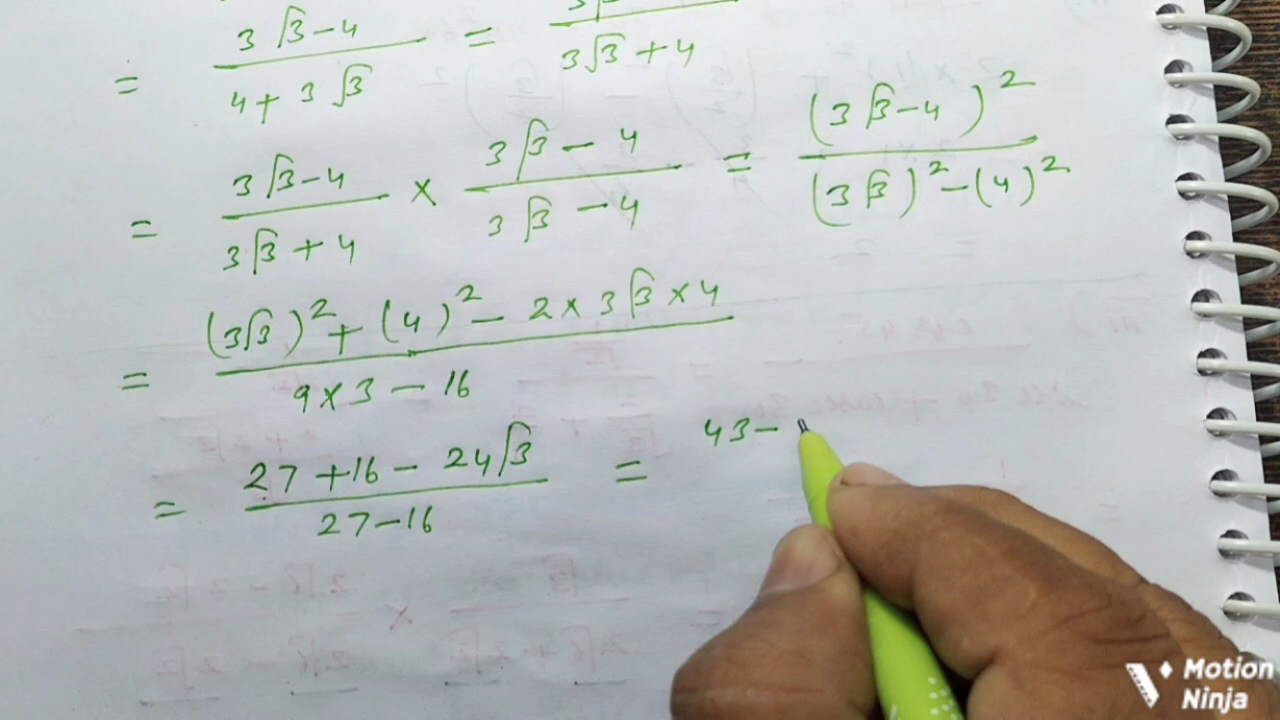 = 3√3-4 / 4+3√3 = 3√3+4
= 3√3-4 / 3√3+4 × 3√3-4 / 3√3-4 = (3√3-4)² / (3√3)²-(4)²
= (3√3)²+(4)²-2×3√3×4 / 9×3-16
= 27+16-24√3 / 27-16 = 43-
Motion
Ninja